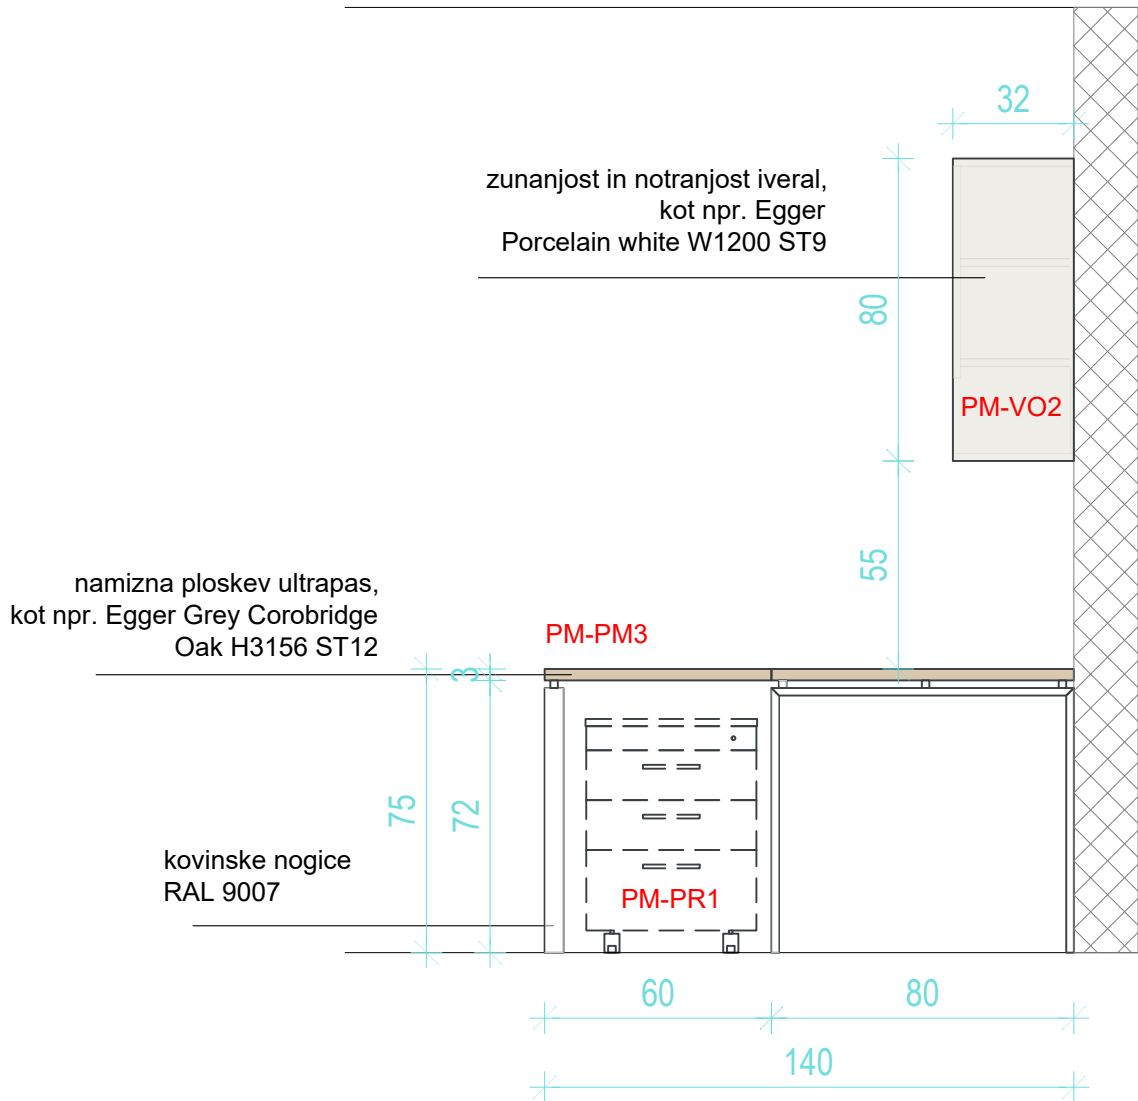 32
zunanjost in notranjost iveral,
kot npr. Egger
Porcelain white W1200 ST9
80
PM-VO2
55
namizna ploskev ultrapas,
kot npr. Egger Grey Corobridge
Oak H3156 ST12
PM-PM3
3
75
72
kovinske nogice
RAL 9007
PM-PR1
60
80
140